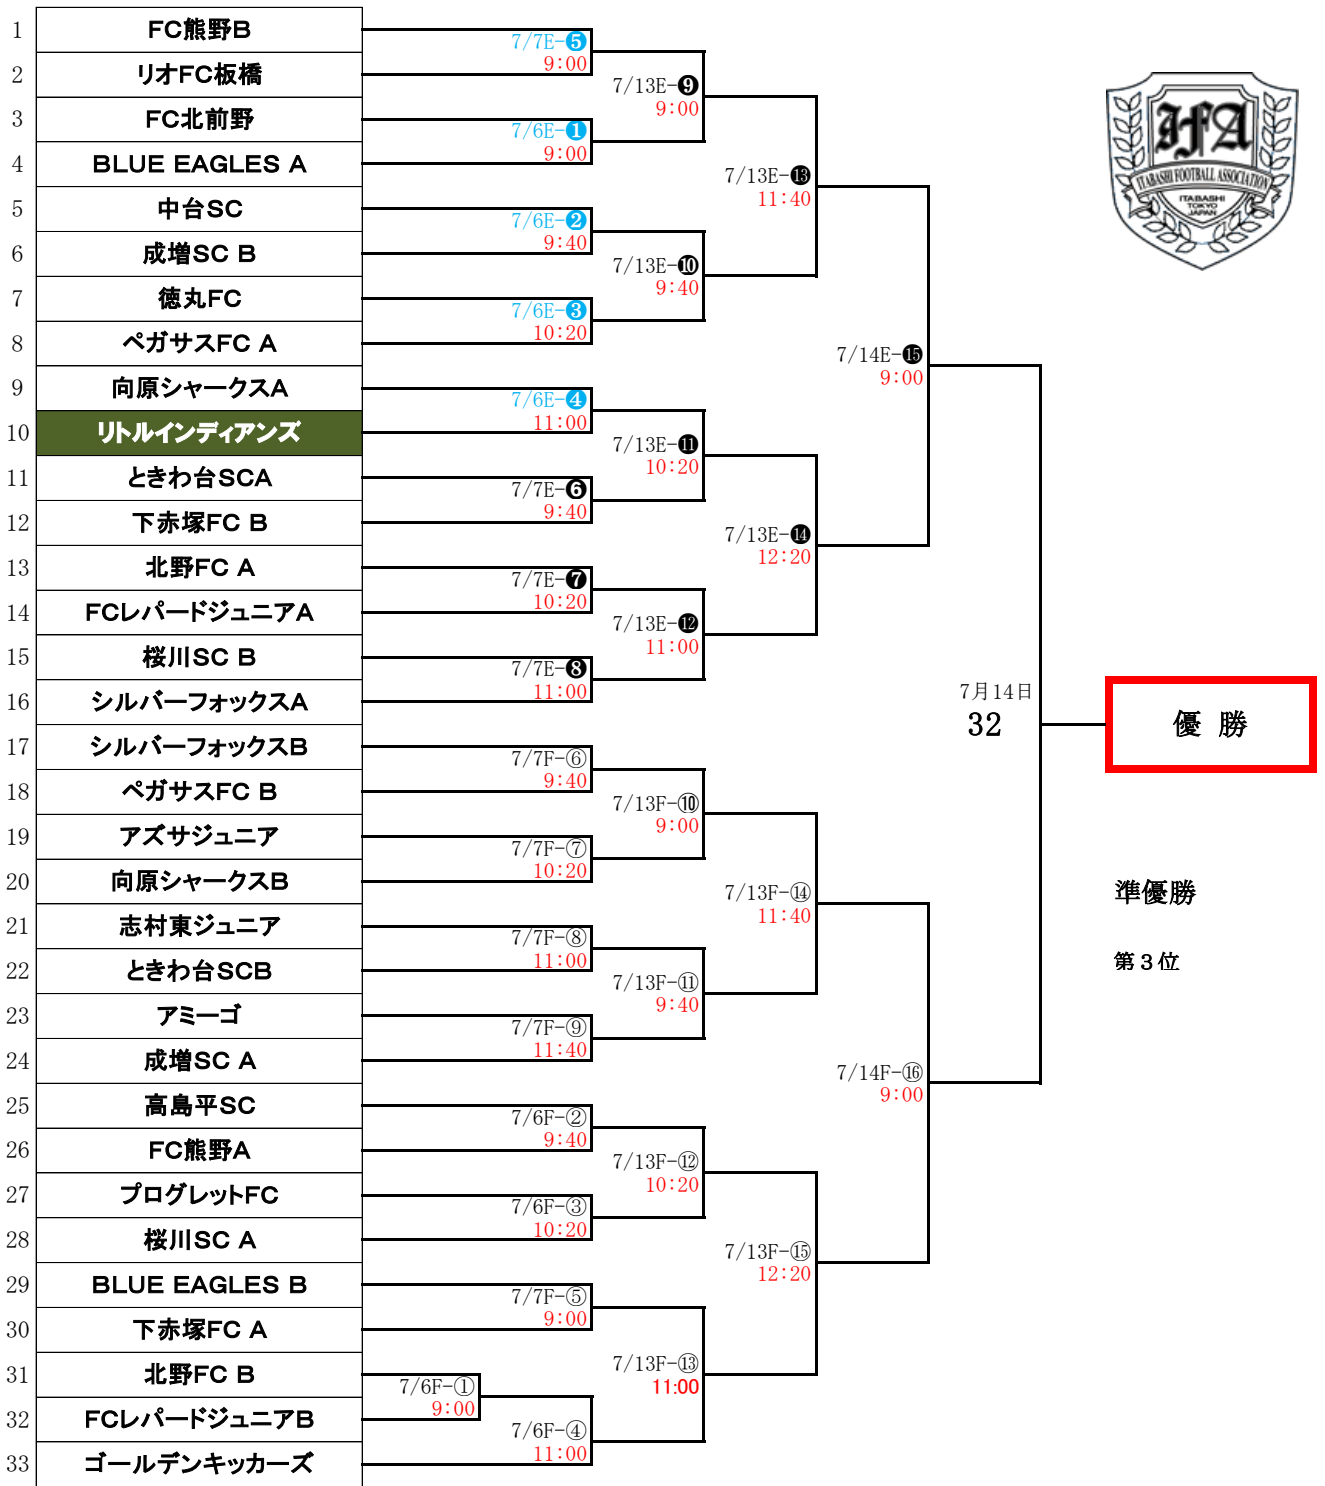 1 FC熊野B
7/7E-❺
9:00
2 リオFC板橋
7/13E-❾
9:00
3 FC北前野
7/6E-❶
9:00
4 BLUE EAGLES A
7/13E-⓭
11:40
5 中台SC
7/6E-❷
9:40
6 成増SC B
7/13E-❿
9:40
7 徳丸FC
7/6E-❸
10:20
8 ペガサスFC A
7/14E-⓯
9:00
9 向原シャークスA
7/6E-❹
11:00
10 リトルインディアンズ
7/13E-⓫
10:20
11 ときわ台SCA
7/7E-❻
9:40
12 下赤塚FC B
7/13E-⓮
12:20
13 北野FC A
7/7E-❼
10:20
14 FCレパードジュニアA
7/13E-⓬
11:00
15 桜川SC B
7/7E-❽
11:00
16 シルバーフォックスA
7月14日
32
優 勝
17 シルバーフォックスB
7/7F-⑥
9:40
18 ペガサスFC B
7/13F-⑩
9:00
19 アズサジュニア
7/7F-⑦
10:20
20 向原シャークスB
7/13F-⑭
11:40
準優勝
21 志村東ジュニア
7/7F-⑧
11:00
第３位
22 ときわ台SCB
7/13F-⑪
9:40
23 アミーゴ
7/7F-⑨
11:40
24 成増SC A
7/14F-⑯
9:00
25 高島平SC
7/6F-②
9:40
26 FC熊野A
7/13F-⑫
10:20
27 プログレットFC
7/6F-③
10:20
28 桜川SC A
7/13F-⑮
12:20
29 BLUE EAGLES B
7/7F-⑤
9:00
30 下赤塚FC A
7/13F-⑬
11:00
31 北野FC B
7/6F-①
9:00
32 FCレパードジュニアB
7/6F-④
11:00
33 ゴールデンキッカーズ
IFA
ITABASHI FOOTBALL ASSOCIATION
ITABASHI
TOKYO
JAPAN